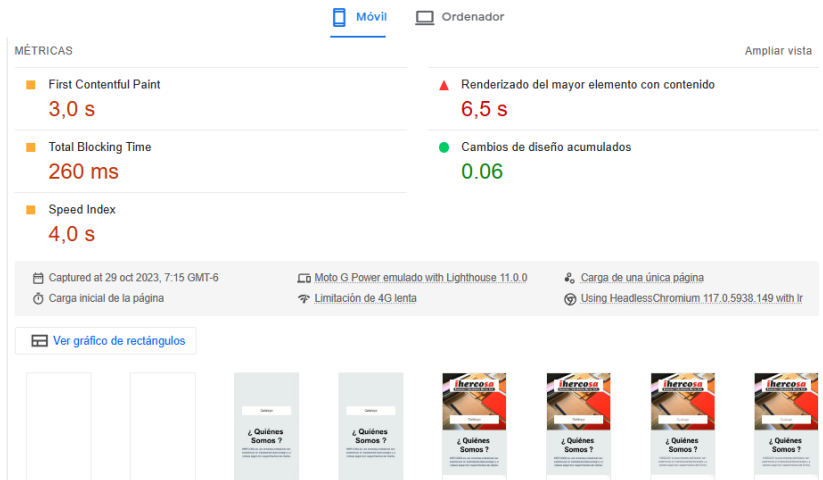 Móvil
Ordenador
MÉTRICAS
Ampliar vista
First Contentful Paint
3,0 s
Renderizado del mayor elemento con contenido
6,5 s
Total Blocking Time
260 ms
Cambios de diseño acumulados
0.06
Speed Index
4,0 s
Captured at 29 oct 2023, 7:15 GMT-6
Moto G Power emulado with Lighthouse 11.0.0
Carga de una única página
Carga inicial de la página
Limitación de 4G lenta
Using HeadlessChromium 117.0.5938.149 with lr
Ver gráfico de rectángulos
ihercosa
ihercosa
ihercosa
ihercosa
¿ Quiénes
Somos ?
¿ Quiénes
Somos ?
¿ Quiénes
Somos ?
¿ Quiénes
Somos ?
¿ Quiénes
Somos ?
¿ Quiénes
Somos ?